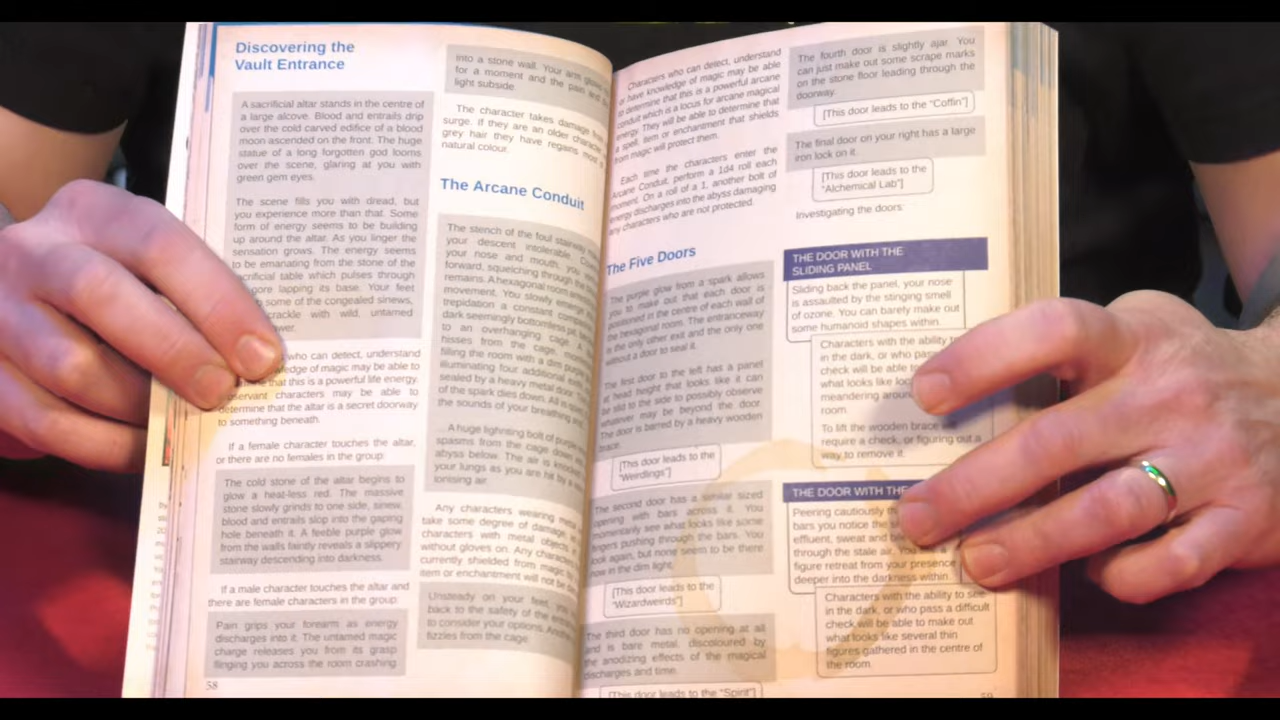 Discovering the
Vault Entrance
A sacrificial altar stands in the centre of
a large alcove. Blood and entrails drip
over the cold carved edifice of a blood
moon ascended on the front. The huge
statue of a long forgotten god looms
over the scene, glaring at you with
green gem eyes.
The scene fills you with dread, but
you experience more than that. Some
form of energy seems to be building
up around the altar. As you linger the
sensation grows. The energy seems
to be emanating from the stone of the
sacrificial table which pulses through
gore lapping its base. Your feet
some of the congealed sinews,
crackle with wild, untamed
who can detect, understand
of magic may be able to
that this is a powerful life energy.
characters may be able to
determine that the altar is a secret doorway
to something beneath.
If a female character touches the altar,
or there are no females in the group:
The cold stone of the altar begins to
glow a heat-less red. The massive
stone slowly grinds to one side, sinew,
blood and entrails slop into the gaping
hole beneath it. A feeble purple glow
from the walls faintly reveals a slippery
stairway descending into darkness.
If a male character touches the altar and
there are female characters in the group:
Pain grips your forearm as energy
discharges into it. The untamed magic
charge releases you from its grasp
flinging you across the room crashing
58
into a stone wall. Your arm
for a moment and the pain and
light subside.
The character takes damage
surge. If they are an older
grey hair they have regains
natural colour.
The Arcane Conduit
The stench of the foul stairway
your descent intolerable.
your nose and mouth, you
forward, squelching through the
remains. A hexagonal room
movement. You slowly
trepidation a constant
dark seemingly bottomless pit
to an overhanging cage. A
hisses from the cage,
filling the room with a dim purple
illuminating four additional
sealed by a heavy metal door.
of the spark dies down. All is
the sounds of your breathing
A huge lightning bolt of purple
spasms from the cage down
abyss below. The air is knocked
your lungs as you are hit by a
ionising air.
Any characters wearing metal
take some degree of damage,
characters with metal objects
without gloves on. Any
currently shielded from magic
item or enchantment will not be
Unsteady on your feet, you
back to the safety of the
to consider your options.
fizzles from the cage.
Characters who can detect, understand
or have knowledge of magic may be able
to determine that this is a powerful arcane
conduit which is a locus for arcane magical
energy. They will be able to determine that
a spell, item or enchantment that shields
from magic will protect them.
Each time the characters enter the
Arcane Conduit, perform a 1d4 roll each
moment. On a roll of a 1, another bolt of
energy discharges into the abyss damaging
any characters who are not protected.
The Five Doors
The purple glow from a spark allows
you to make out that each door is
positioned in the centre of each wall of
the hexagonal room. The entranceway
is the only other exit and the only one
without a door to seal it.
The first door to the left has a panel
at head height that looks like it can
be slid to the side to possibly observe
whatever may be beyond the door.
The door is barred by a heavy wooden
brace.
[This door leads to the
"Weirdlings"]
The second door has a similar sized
opening with bars across it. You
momentarily see what looks like some
fingers pushing through the bars. You
look again, but none seem to be there
now in the dim light.
[This door leads to the
"Wizardweirds"]
The third door has no opening at all
and is bare metal, discoloured by
the anodizing effects of the magical
discharges and time.
[This door leads to the "Spirit"]
The fourth door is slightly ajar. You
can just make out some scrape marks
on the stone floor leading through the
doorway.
[This door leads to the "Coffin"]
The final door on your right has a large
iron lock on it.
[This door leads to the
"Alchemical Lab"]
Investigating the doors:
THE DOOR WITH THE
SLIDING PANEL
Sliding back the panel, your nose
is assaulted by the stinging smell
of ozone. You can barely make out
some humanoid shapes within.
Characters with the ability to
in the dark, or who pass
check will be able to
what looks like
meandering around
room.
To lift the wooden brace
require a check, or figuring out a
way to remove it.
THE DOOR WITH THE
Peering cautiously
bars you notice the
effluent, sweat and
through the stale air. You
figure retreat from your presence
deeper into the darkness within.
Characters with the ability to see
in the dark, or who pass a difficult
check,will be able to make out
what looks like several thin
figures gathered in the centre of
the room.
59